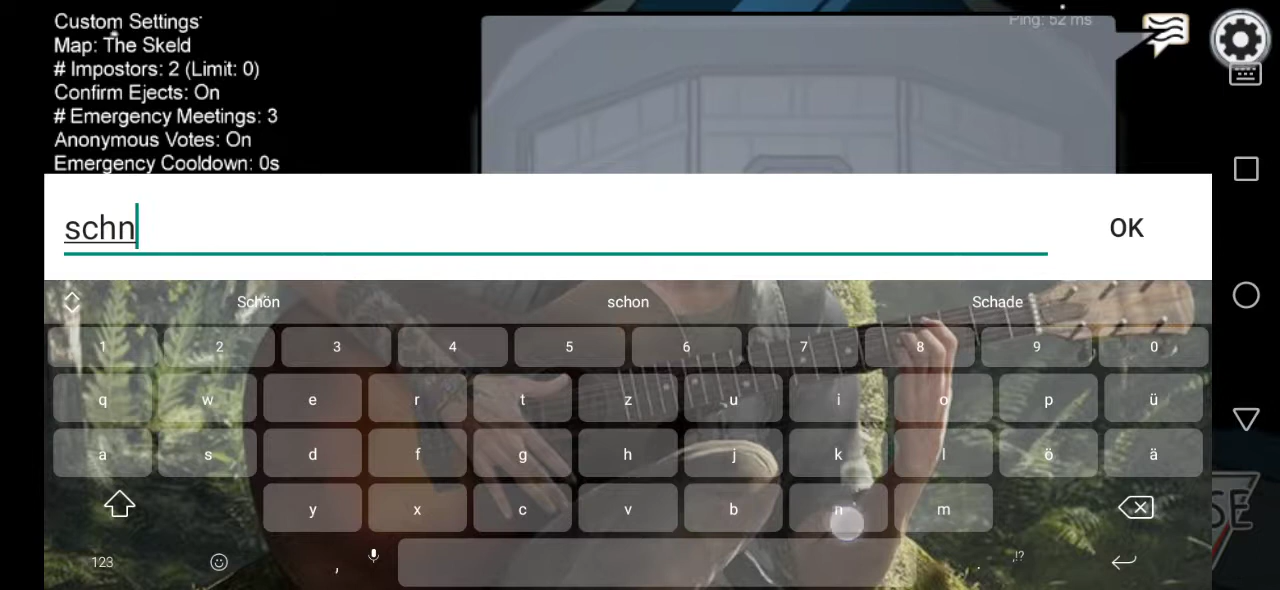 Custom Settings
Ping: 52 ms
Map: The Skeld
# Impostors: 2 (Limit: 0)
Confirm Ejects: On
# Emergency Meetings: 3
Anonymous Votes: On
Emergency Cooldown: 0s
schn
OK
Schön schon Schade
1 2 3 4 5 6 7 8 9 0
q w e r t z u i o p ü
a s d f g h j k l ö ä
y x c v b n m
123 , . ,!?